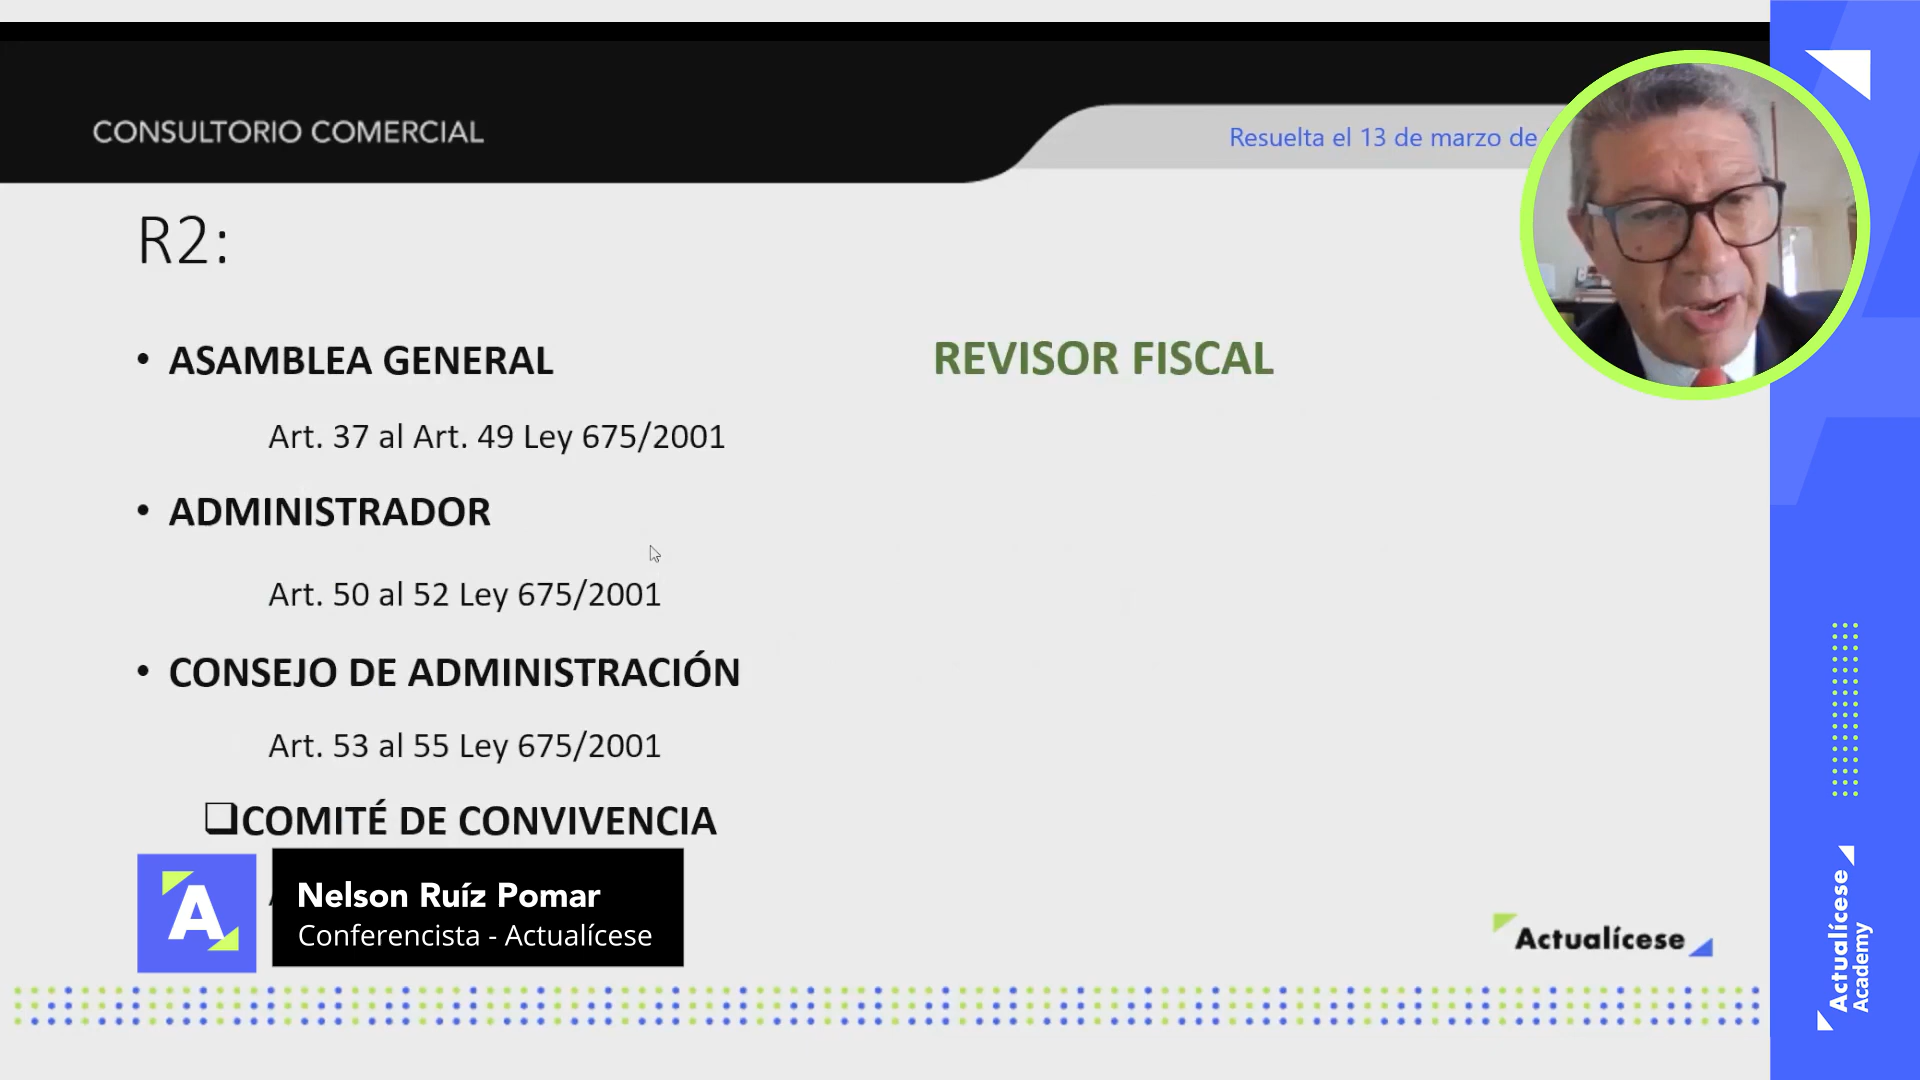 CONSULTORIO COMERCIAL
Resuelta el 13 de marzo de
R2:
• ASAMBLEA GENERAL
Art. 37 al Art. 49 Ley 675/2001
• ADMINISTRADOR
Art. 50 al 52 Ley 675/2001
• CONSEJO DE ADMINISTRACIÓN
Art. 53 al 55 Ley 675/2001
❑COMITÉ DE CONVIVENCIA
REVISOR FISCAL
A
Nelson Ruíz Pomar
Conferencista - Actualícese
Actualícese
Actualícese
Academy